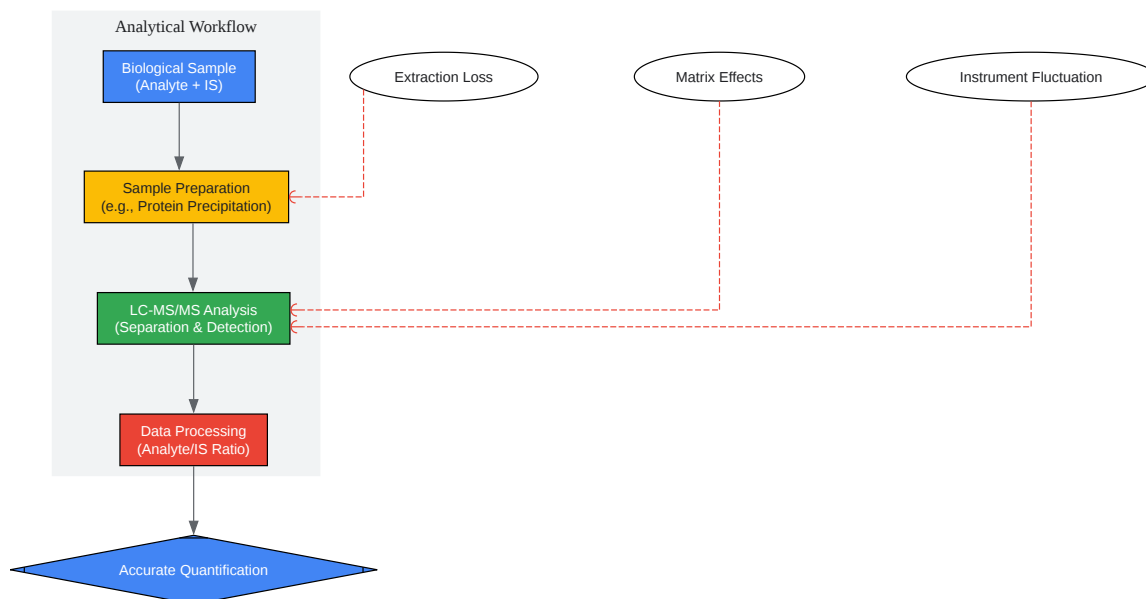 Analytical Workflow
Biological Sample
(Analyte + IS)
Extraction Loss
Matrix Effects
Instrument Fluctuation
Sample Preparation
(e.g., Protein Precipitation)
LC-MS/MS Analysis
(Separation & Detection)
Data Processing
(Analyte/IS Ratio)
Accurate Quantification